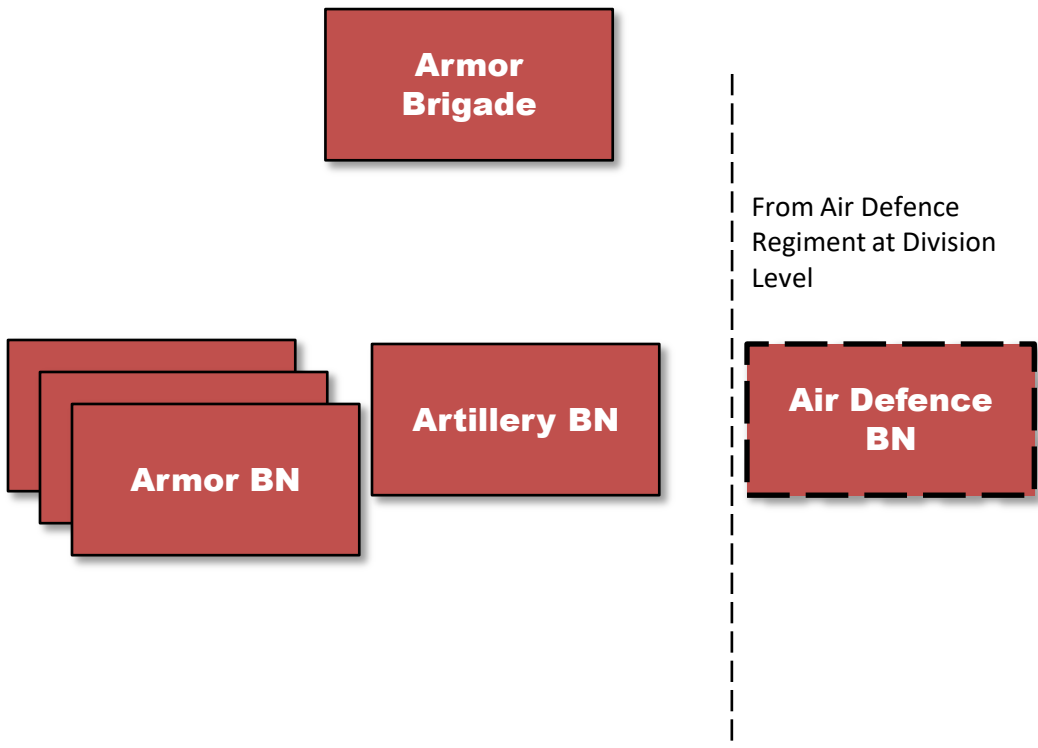 Armor
Brigade
From Air Defence
Regiment at Division
Level
Armor BN
Artillery BN
Air Defence
BN